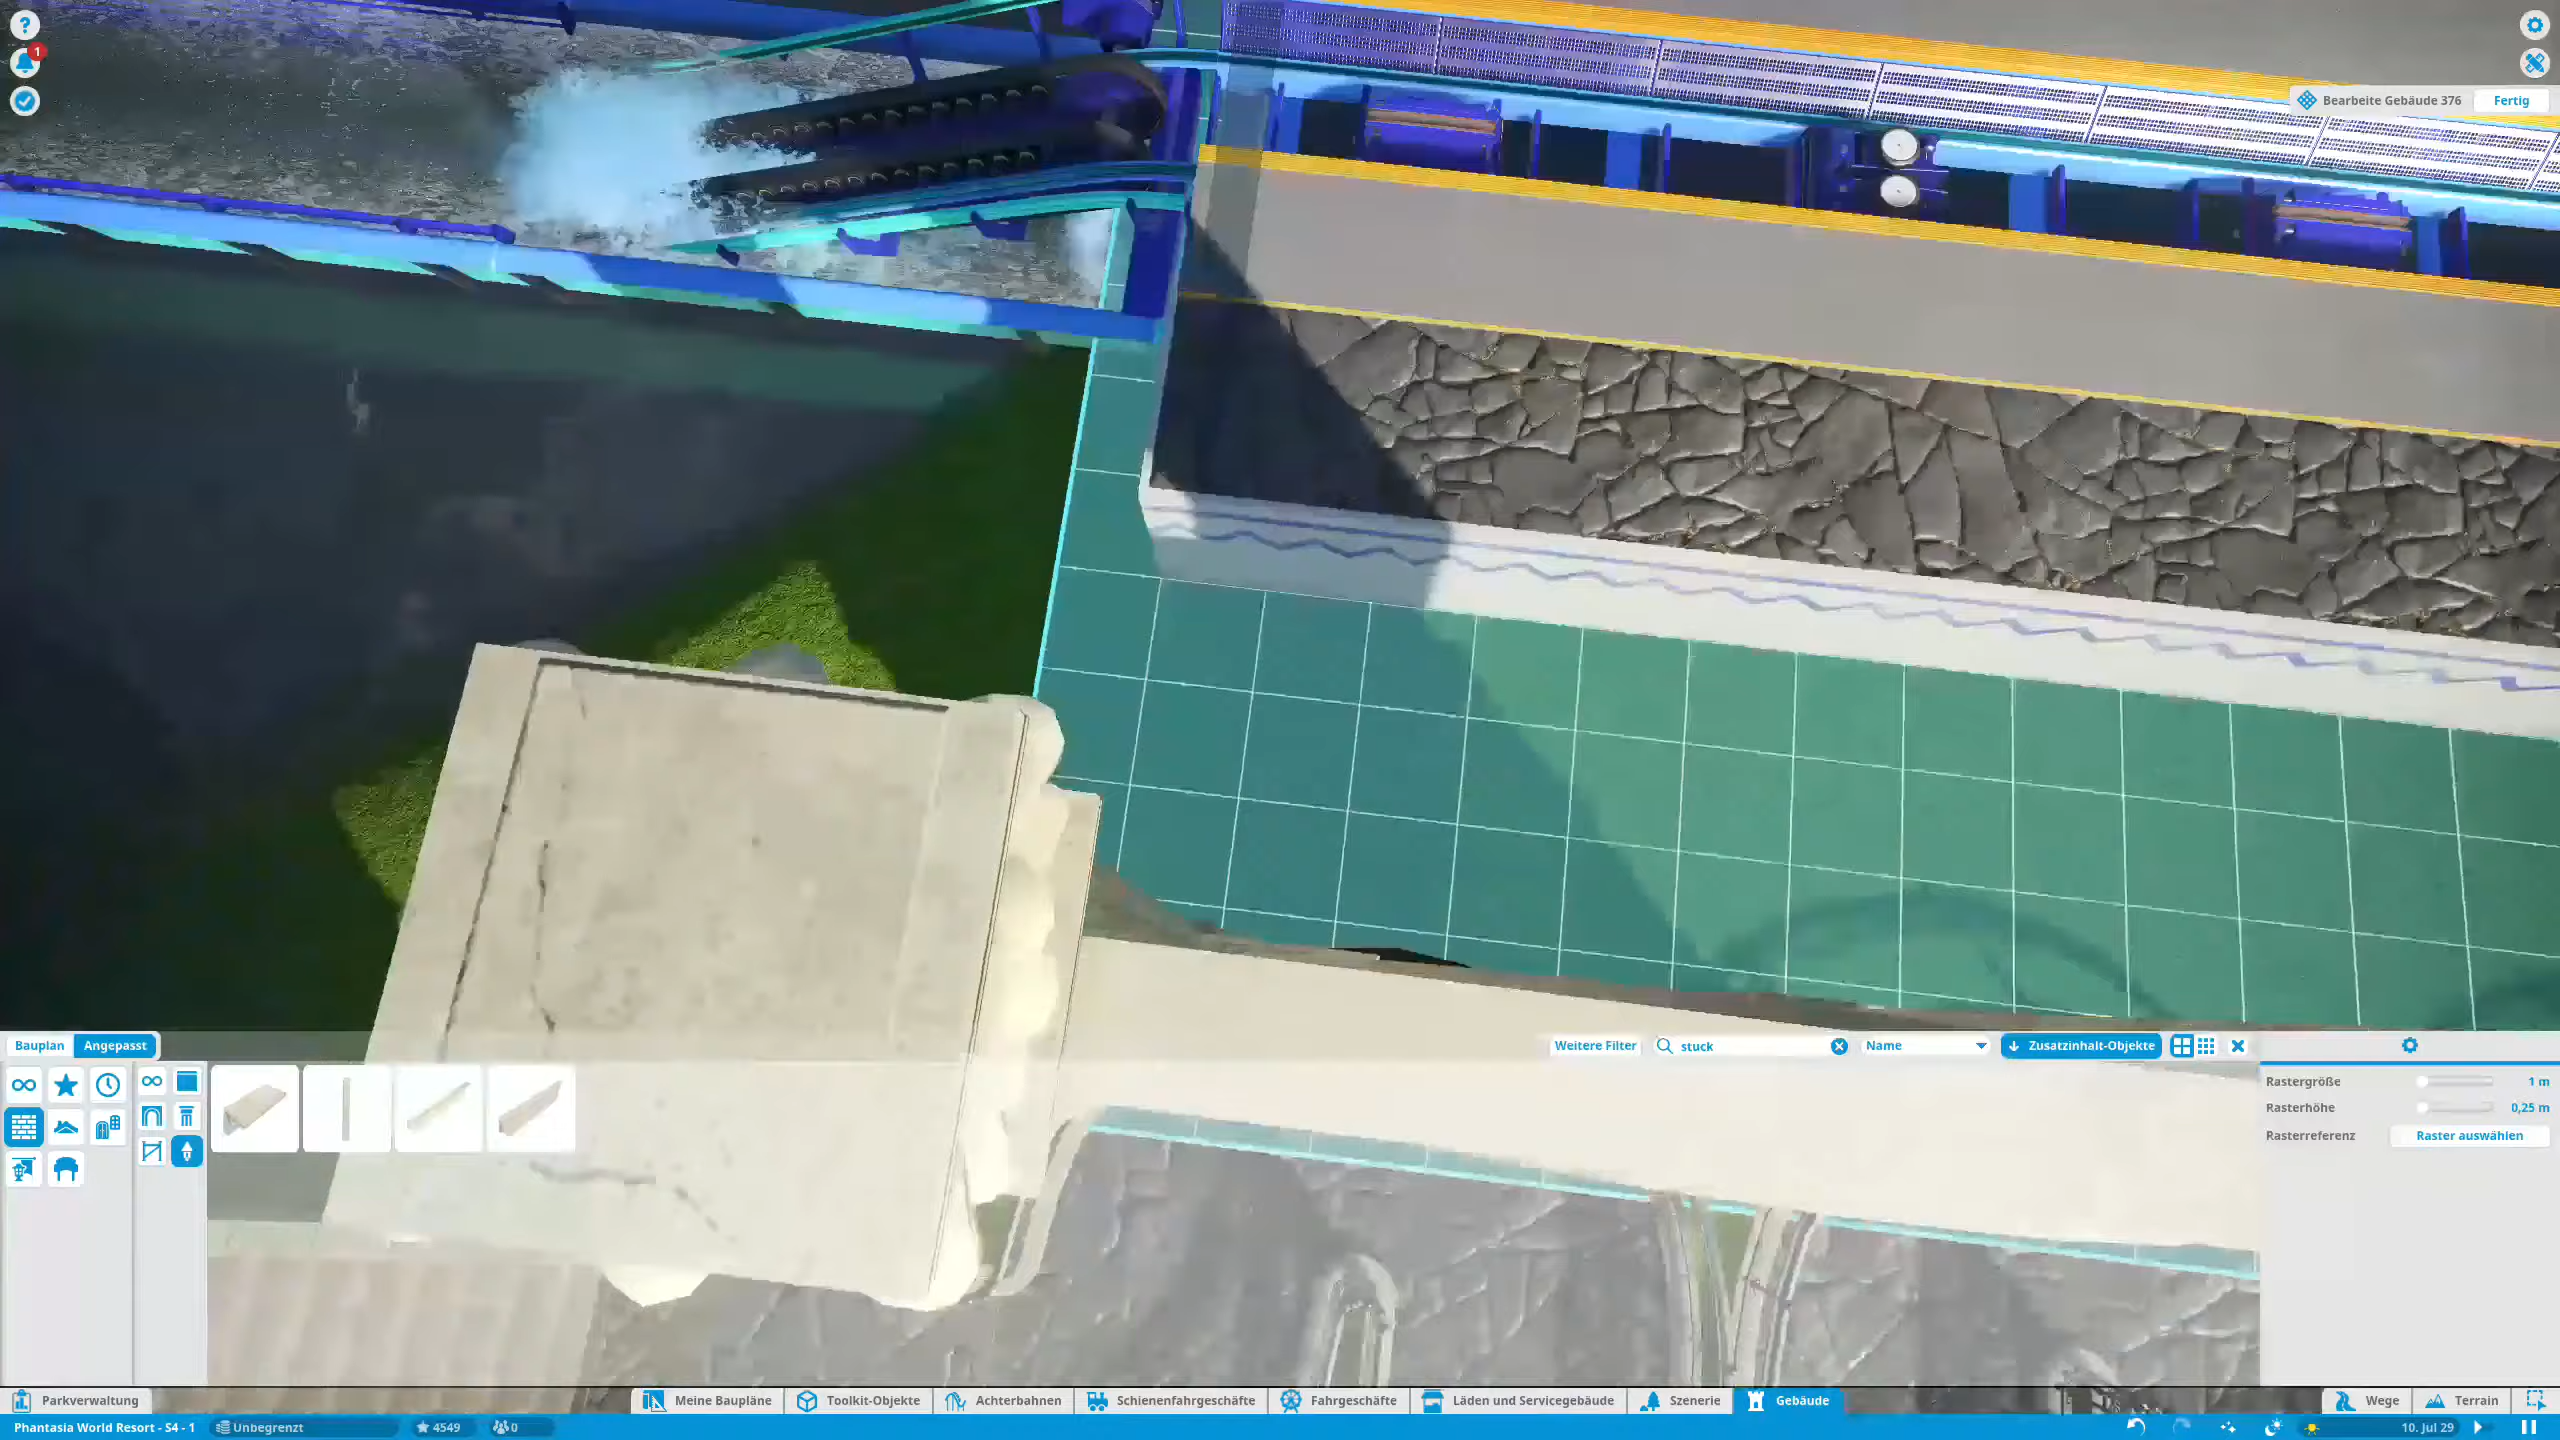 ?
1
Bearbeite Gebäude 376
Fertig
Bauplan
Angepasst
Weitere Filter
stuck
Name
Zusatzinhalt-Objekte
Rastergröße
1 m
Rasterhöhe
0,25 m
Rasterreferenz
Raster auswählen
Parkverwaltung
Meine Baupläne
Toolkit-Objekte
Achterbahnen
Schienenfahrgeschäfte
Fahrgeschäfte
Läden und Servicegebäude
Szenerie
Gebäude
Wege
Terrain
Phantasia World Resort - S4 - 1
Unbegrenzt
4549
0
10. Jul 29